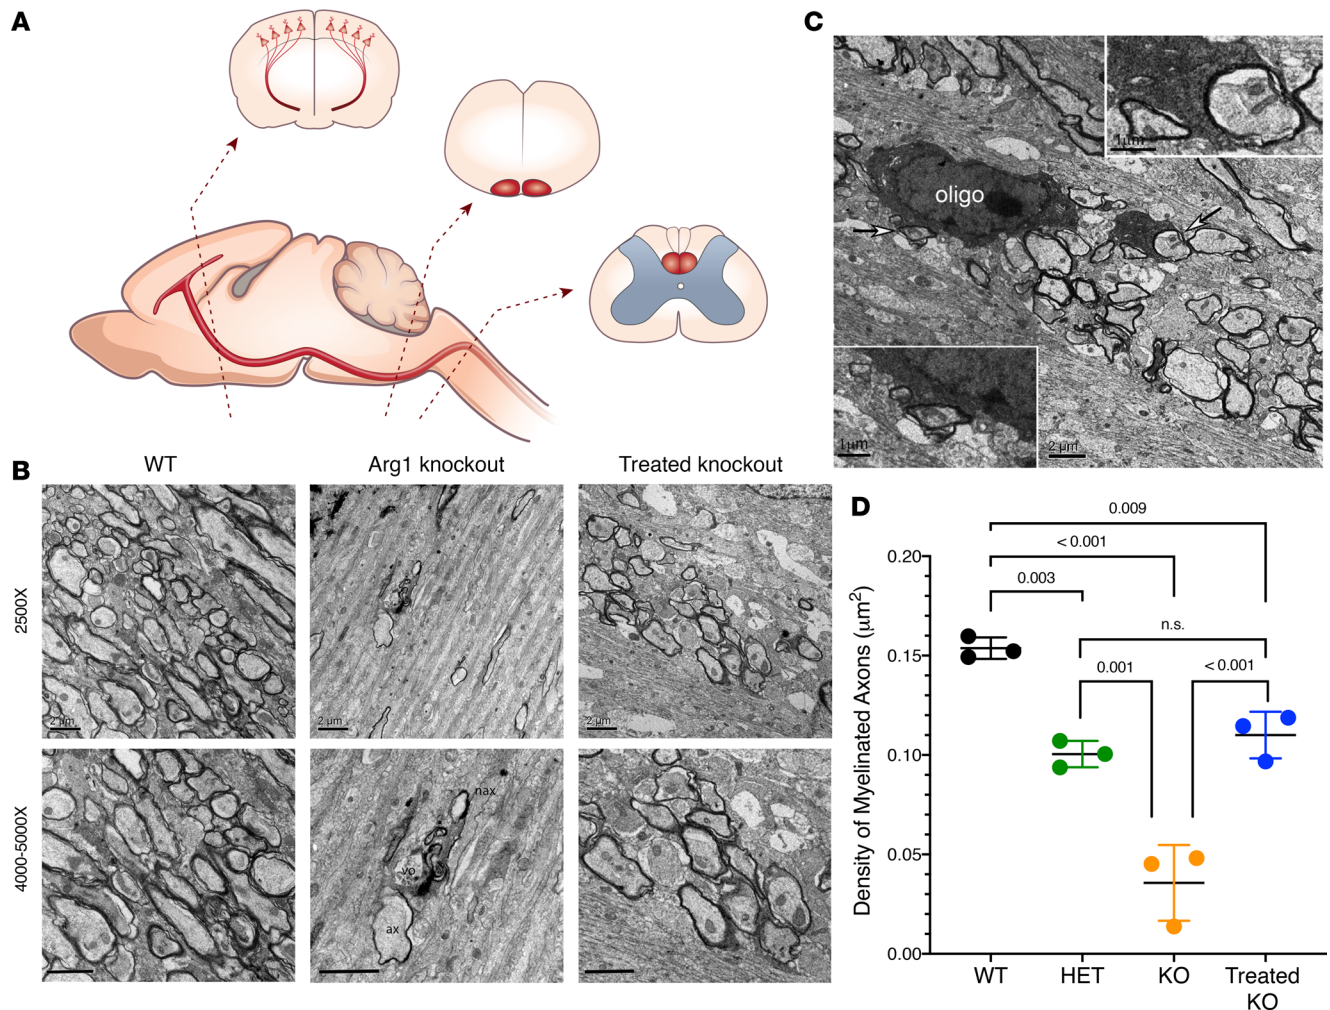 A
C
oligo
1µm
1µm
2 µm
B
WT
Arg1 knockout
Treated knockout
2500X
2 µm
2 µm
2 µm
4000-5000X
nax
vo
ax
D
0.009
< 0.001
0.003
n.s.
0.001
< 0.001
Density of Myelinated Axons (µm²)
0.20
0.15
0.10
0.05
0.00
WT
HET
KO
Treated
KO